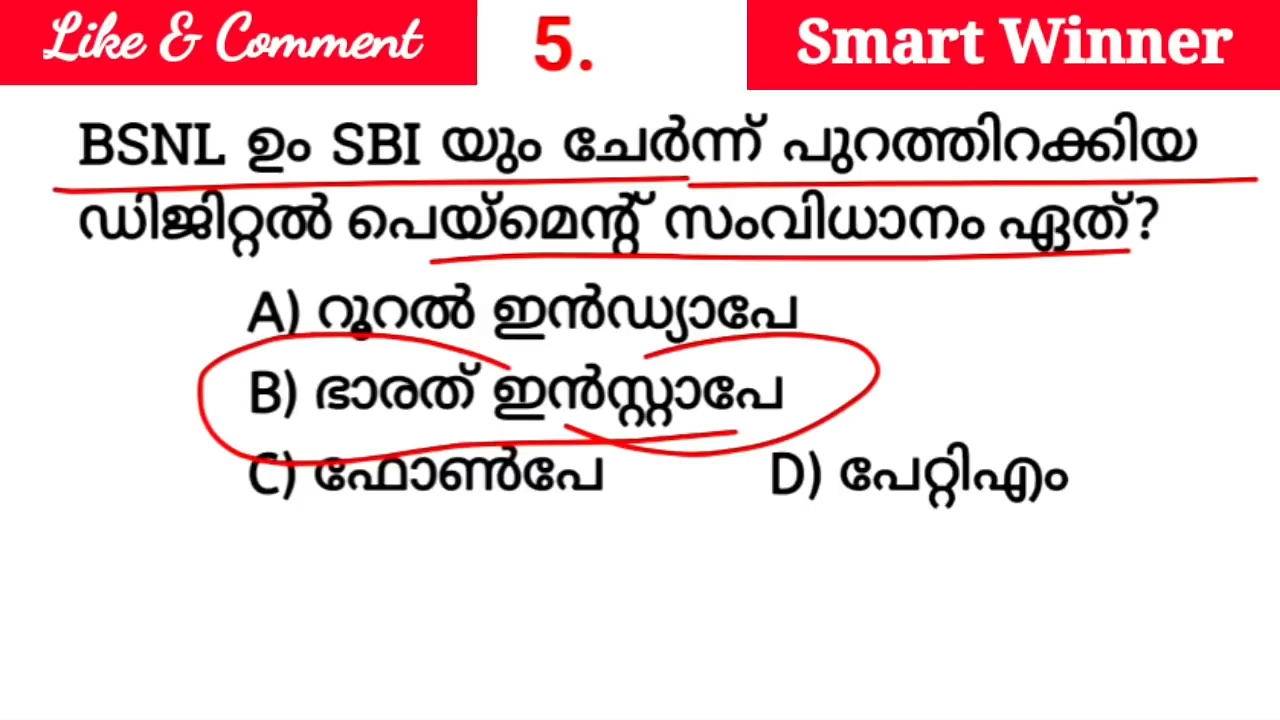 Like & Comment
5.
Smart Winner
BSNL ഉം SBI യും ചേർന്ന് പുറത്തിറക്കിയ
ഡിജിറ്റൽ പെയ്മെന്റ് സംവിധാനം ഏത്?
A) റൂറൽ ഇൻഡ്യാപേ
B) ഭാരത് ഇൻസ്റ്റാപേ
C) ഫോൺപേ D) പേറ്റിഎം